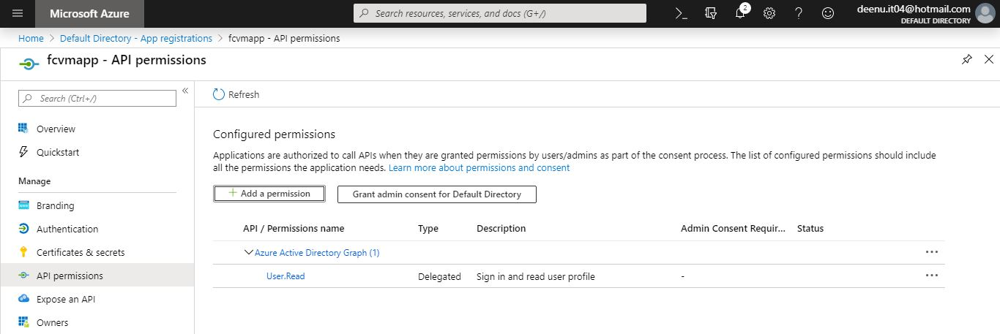 Microsoft Azure
Search resources, services, and docs (G+/)
2
deenu.it04@hotmail.com
DEFAULT DIRECTORY
Home > Default Directory - App registrations > fcvmapp - API permissions
fcvmapp - API permissions
Search (Ctrl+/)
«
Overview
Quickstart
Manage
Branding
Authentication
Certificates & secrets
API permissions
Expose an API
Owners
Refresh
Configured permissions
Applications are authorized to call APIs when they are granted permissions by users/admins as part of the consent process. The list of configured permissions should include
all the permissions the application needs. Learn more about permissions and consent
+ Add a permission Grant admin consent for Default Directory
API / Permissions name Type Description Admin Consent Requir... Status
Azure Active Directory Graph (1) ...
User.Read Delegated Sign in and read user profile - ...